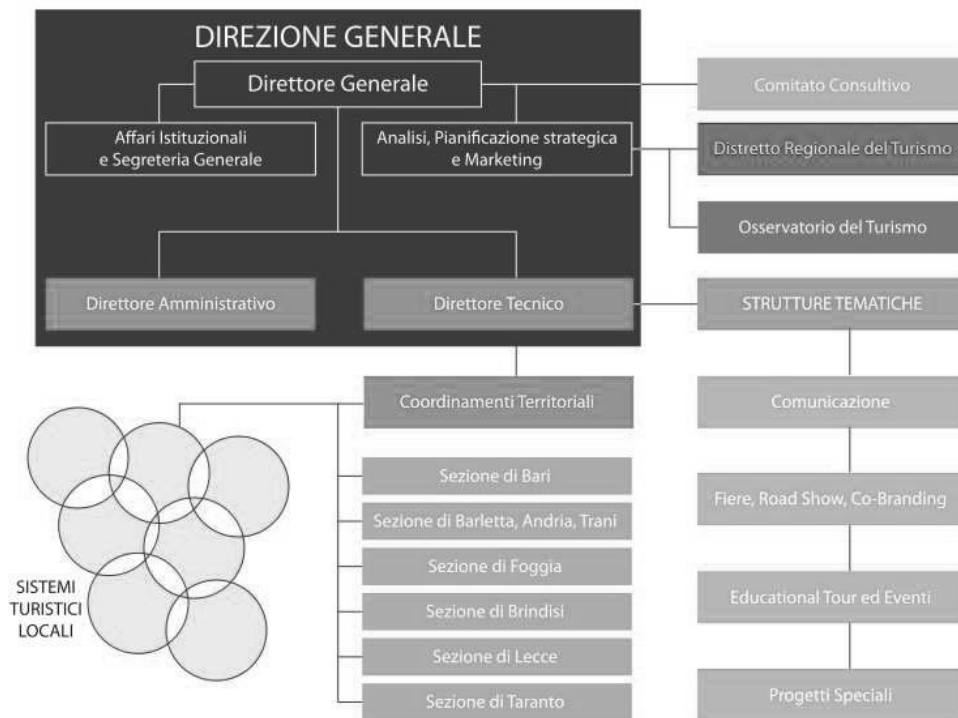 DIREZIONE GENERALE
Direttore Generale
Affari Istituzionali
e Segreteria Generale
Analisi, Pianificazione strategica
e Marketing
Comitato Consultivo
Distretto Regionale del Turismo
Osservatorio del Turismo
Direttore Amministrativo
Direttore Tecnico
STRUTTURE TEMATICHE
Coordinamenti Territoriali
Comunicazione
Sezione di Bari
Fiere, Road Show, Co-Branding
Sezione di Barletta, Andria, Trani
Sezione di Foggia
Educational Tour ed Eventi
Sezione di Brindisi
Sezione di Lecce
Sezione di Taranto
Progetti Speciali
SISTEMI
TURISTICI
LOCALI